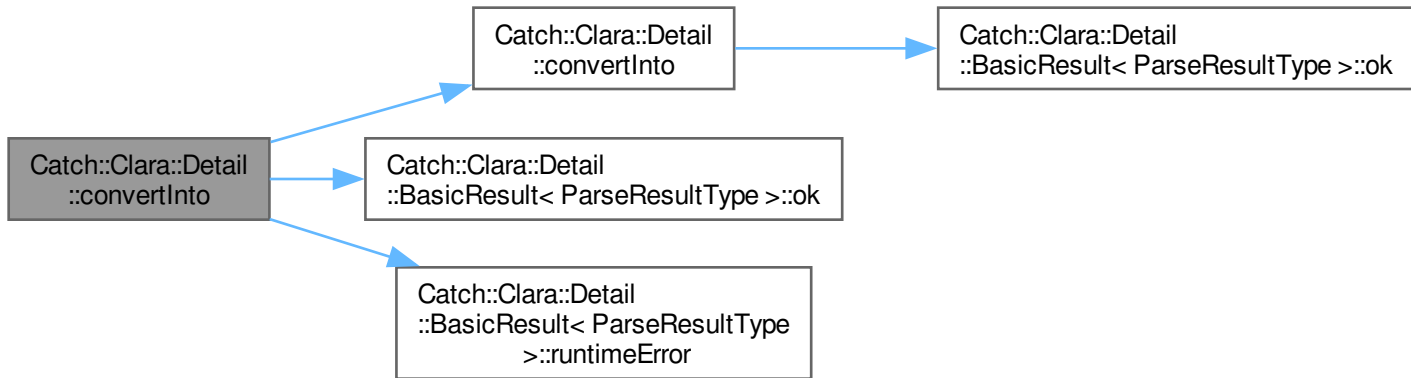 Catch::Clara::Detail
::convertInto
Catch::Clara::Detail
::convertInto
Catch::Clara::Detail
::BasicResult< ParseResultType >::ok
Catch::Clara::Detail
::BasicResult< ParseResultType >::ok
Catch::Clara::Detail
::BasicResult< ParseResultType
>::runtimeError